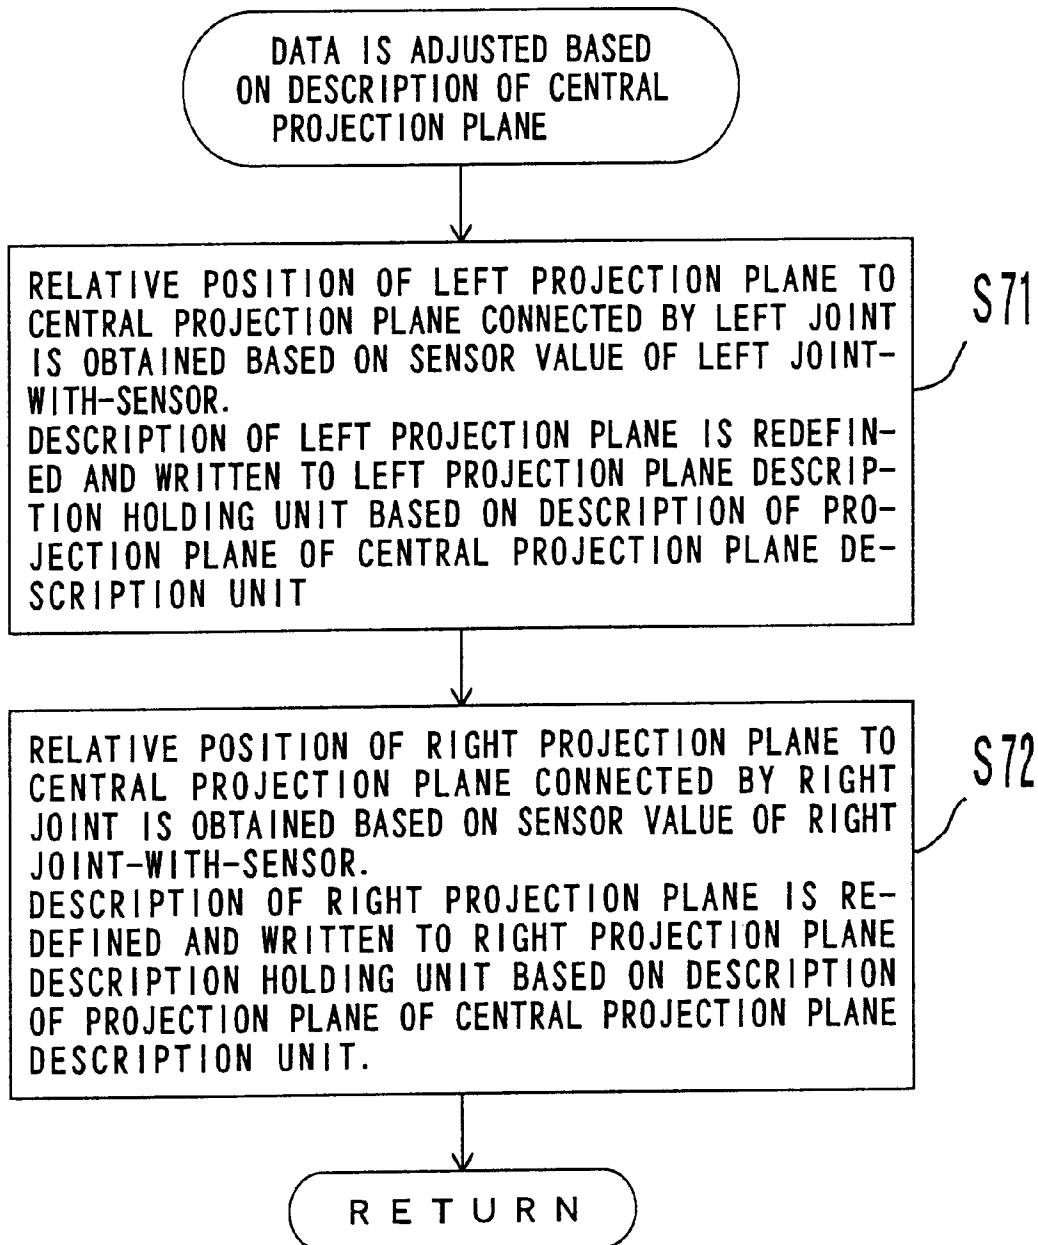 DATA IS ADJUSTED BASED
ON DESCRIPTION OF CENTRAL
PROJECTION PLANE
RELATIVE POSITION OF LEFT PROJECTION PLANE TO
CENTRAL PROJECTION PLANE CONNECTED BY LEFT JOINT
IS OBTAINED BASED ON SENSOR VALUE OF LEFT JOINT-
WITH-SENSOR.
DESCRIPTION OF LEFT PROJECTION PLANE IS REDEFIN-
ED AND WRITTEN TO LEFT PROJECTION PLANE DESCRIP-
TION HOLDING UNIT BASED ON DESCRIPTION OF PRO-
JECTION PLANE OF CENTRAL PROJECTION PLANE DE-
SCRIPTION UNIT
S71
RELATIVE POSITION OF RIGHT PROJECTION PLANE TO
CENTRAL PROJECTION PLANE CONNECTED BY RIGHT
JOINT IS OBTAINED BASED ON SENSOR VALUE OF RIGHT
JOINT-WITH-SENSOR.
DESCRIPTION OF RIGHT PROJECTION PLANE IS RE-
DEFINED AND WRITTEN TO RIGHT PROJECTION PLANE
DESCRIPTION HOLDING UNIT BASED ON DESCRIPTION
OF PROJECTION PLANE OF CENTRAL PROJECTION PLANE
DESCRIPTION UNIT.
S72
RETURN